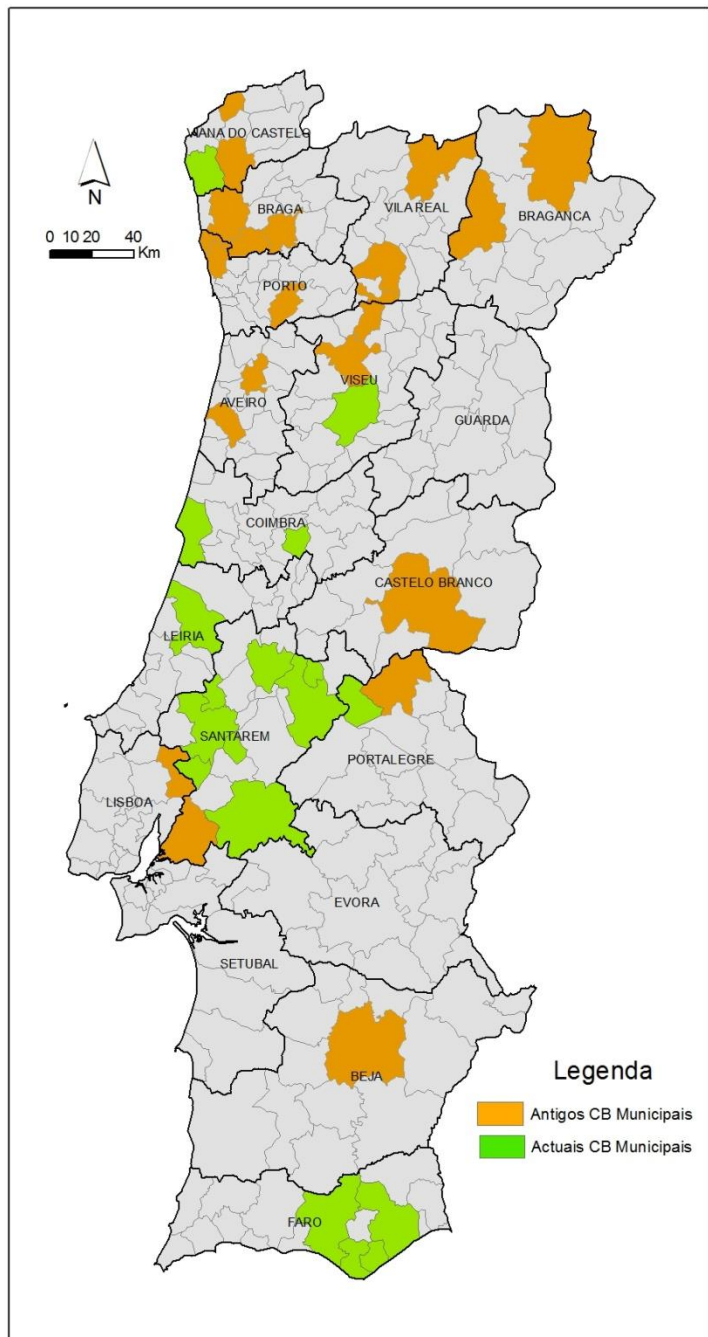 VIANA DO CASTELO
N
BRAGA
VILA REAL
BRAGANCA
0 10 20 40
Km
PORTO
AVEIRO
VISEU
GUARDA
COIMBRA
CASTELO BRANCO
LEIRIA
SANTAREM
PORTALEGRE
LISBOA
EVORA
SETUBAL
BEJA
Legenda
Antigos CB Municipais
Actuais CB Municipais
FARO